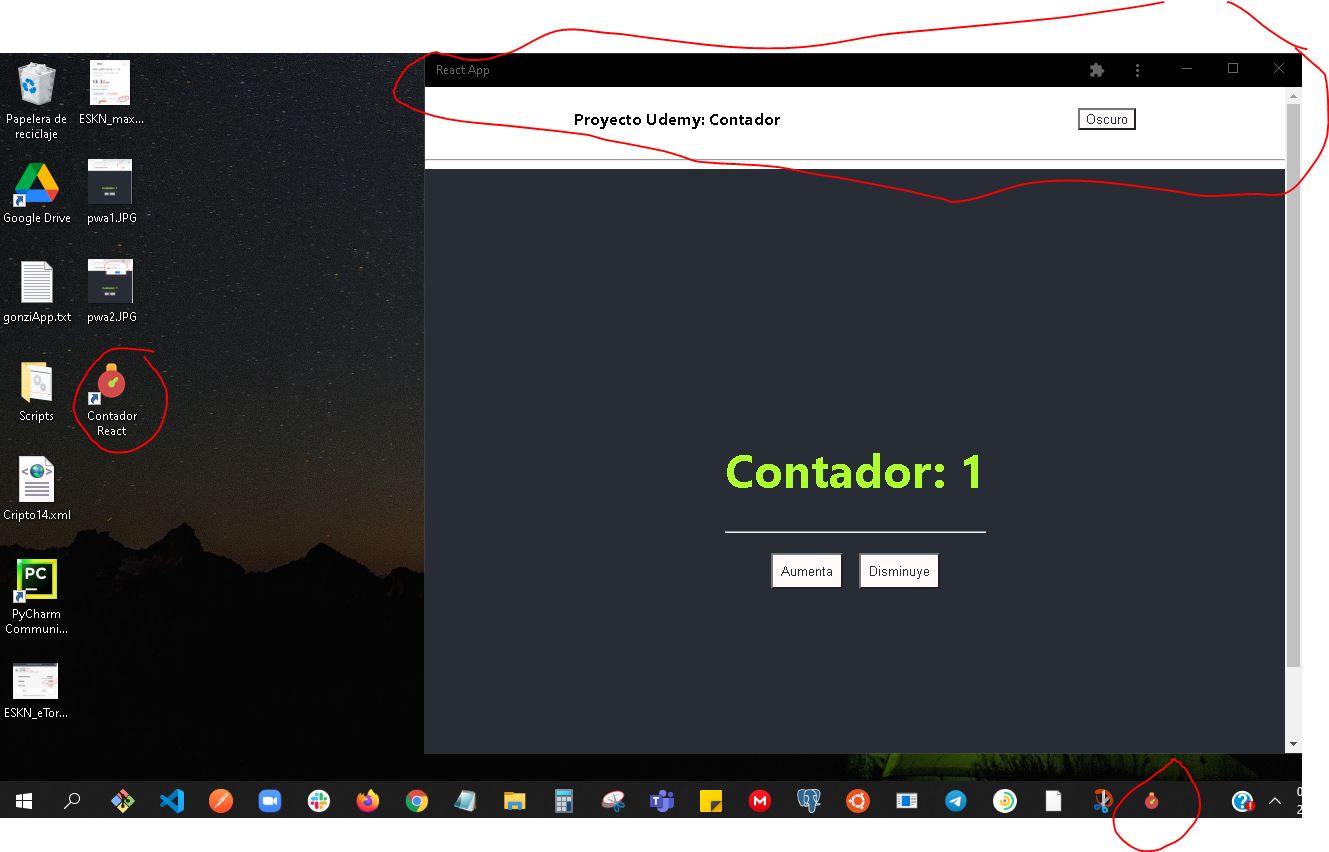 Papelera de
reciclaje
ESKN_max...
Google Drive
pwa1.JPG
gonziApp.txt
pwa2.JPG
Scripts
Contador
React
Cripto14.xml
PC
PyCharm
Communi...
ESKN_eTor...
React App
Proyecto Udemy: Contador
Oscuro
Contador: 1
Aumenta
Disminuye